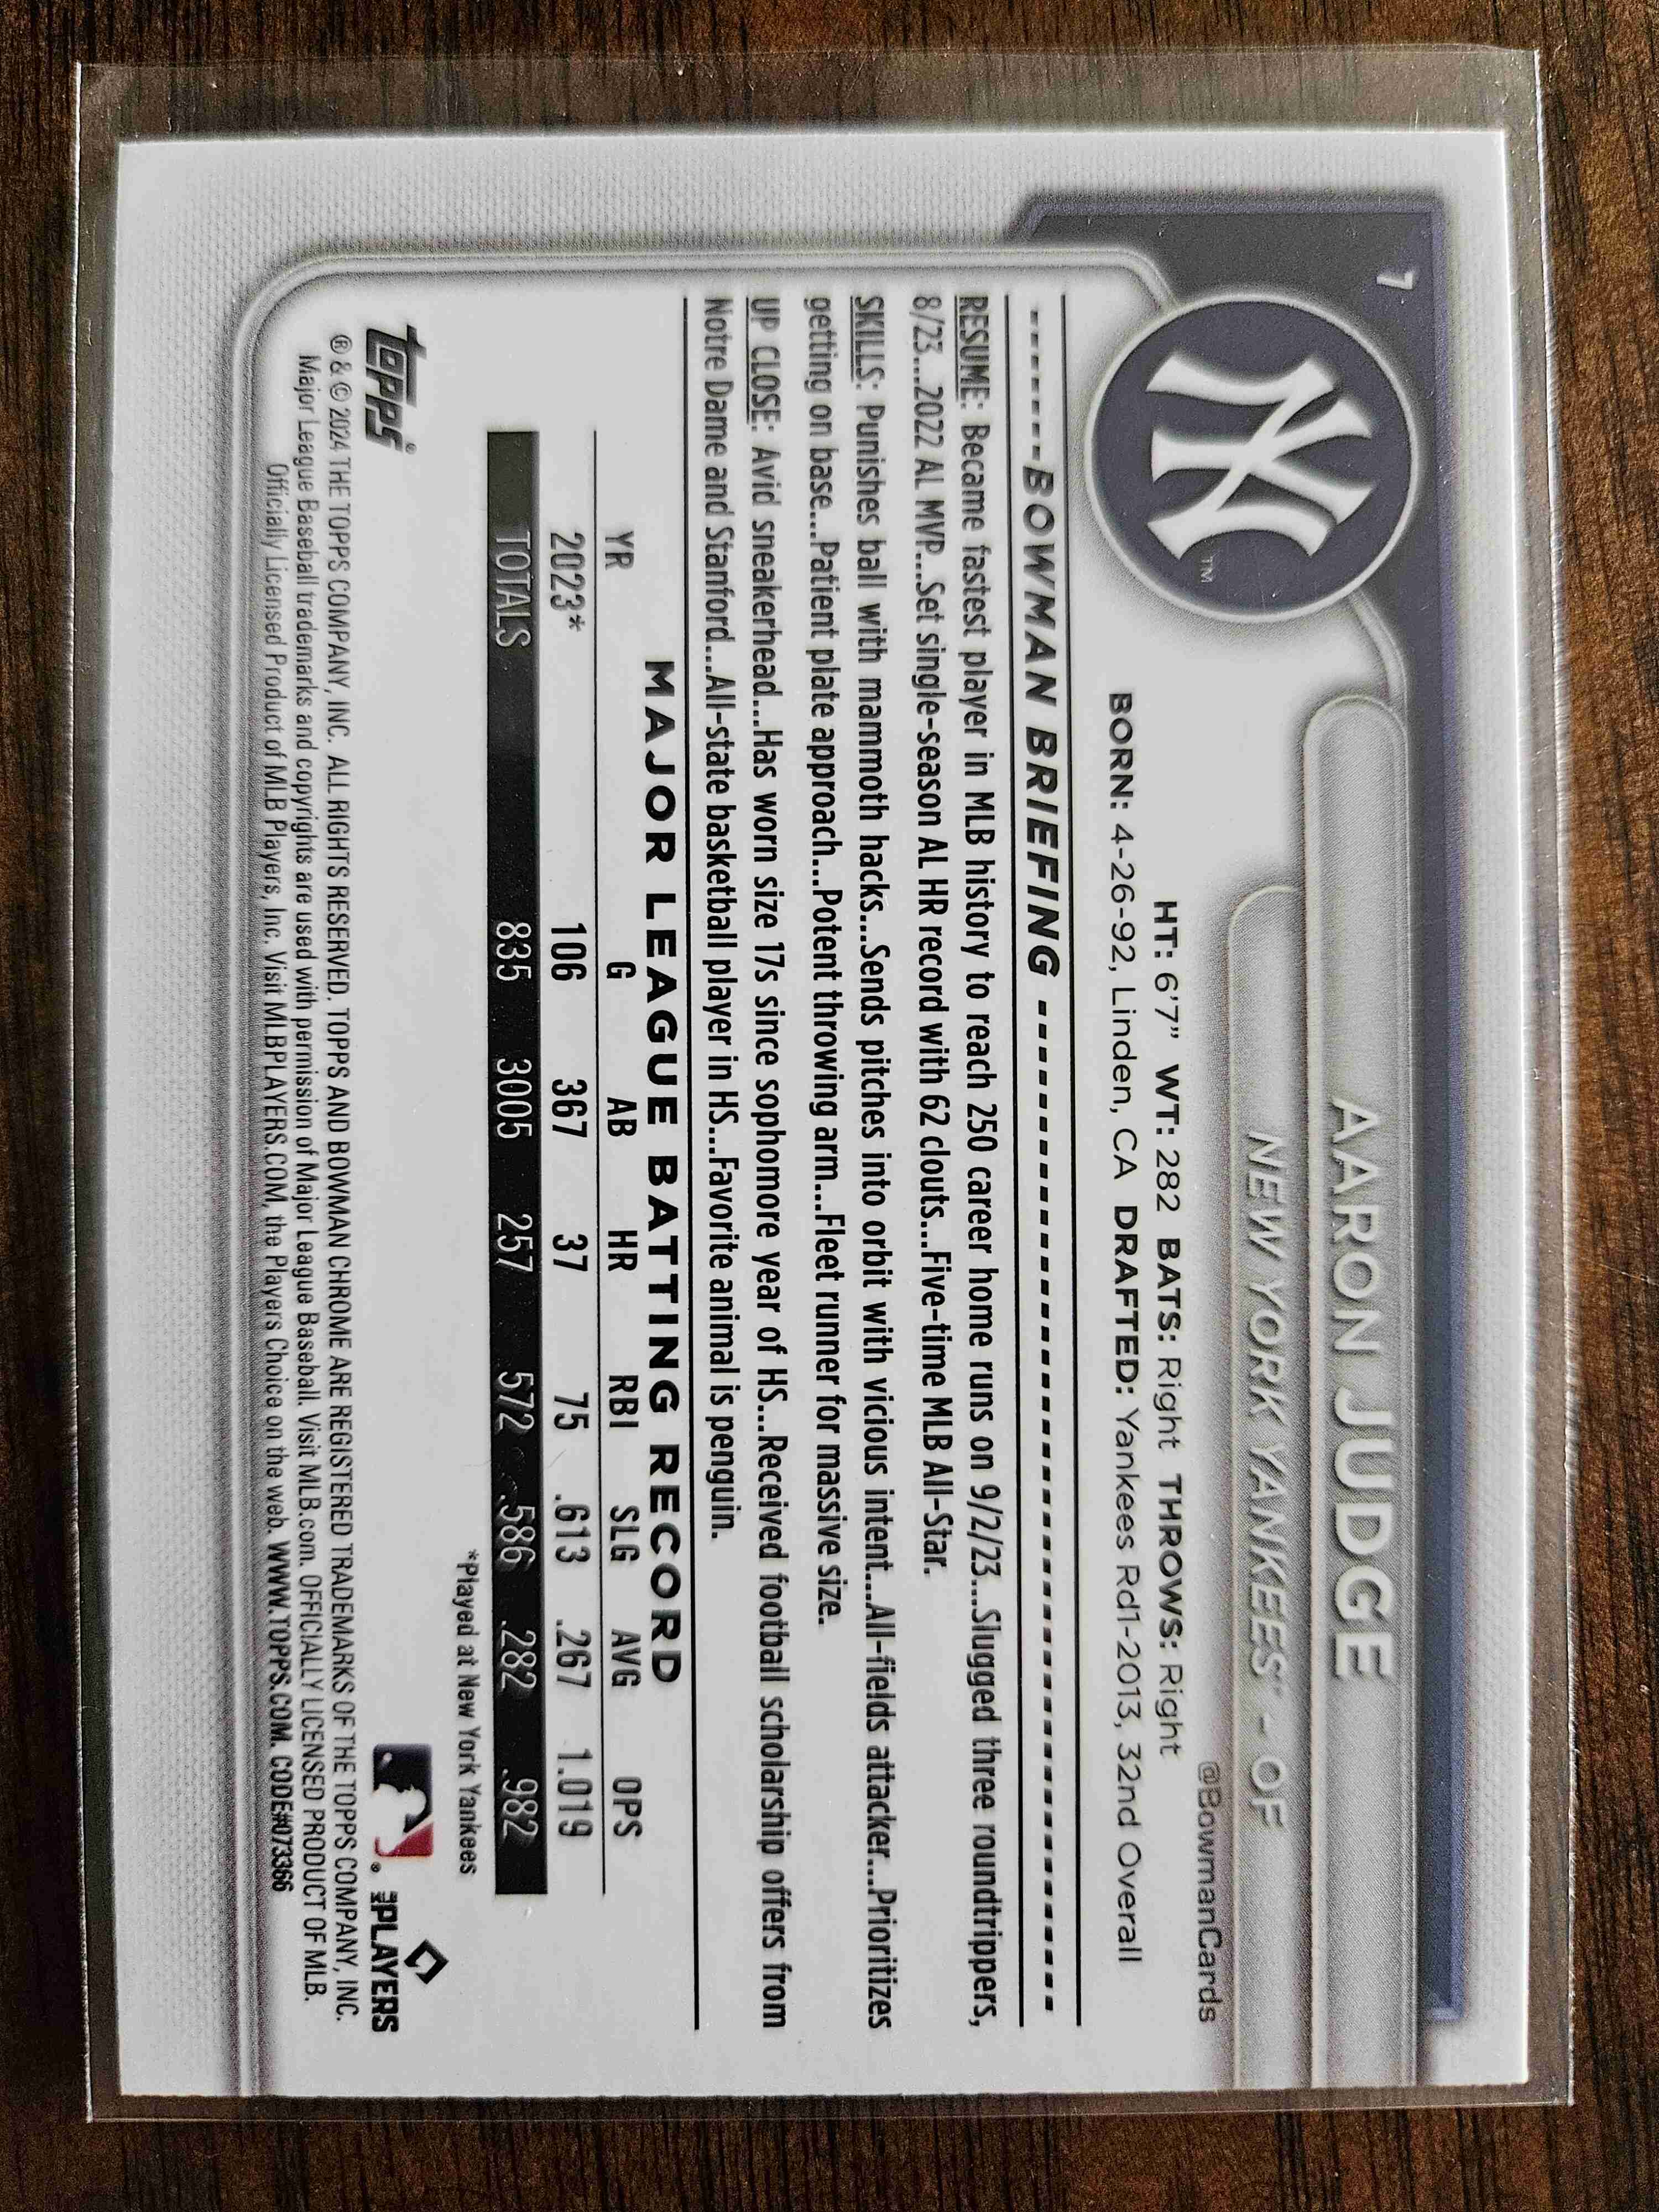 7
AARON JUDGE
NEW YORK YANKEES® - OF
@BowmanCards
HT: 6'7" WT: 282 BATS: Right THROWS: Right
BORN: 4-26-92, Linden, CA DRAFTED: Yankees Rd1-2013, 32nd Overall
NY
TM
------BOWMAN BRIEFING ------------------------------
RESUME: Became fastest player in MLB history to reach 250 career home runs on 9/2/23...Slugged three roundtrippers,
8/23...2022 AL MVP...Set single-season AL HR record with 62 clouts...Five-time MLB All-Star.
SKILLS: Punishes ball with mammoth hacks...Sends pitches into orbit with vicious intent...All-fields attacker...Prioritizes
getting on base...Patient plate approach...Potent throwing arm...Fleet runner for massive size.
UP CLOSE: Avid sneakerhead...Has worn size 17s since sophomore year of HS...Received football scholarship offers from
Notre Dame and Stanford...All-state basketball player in HS...Favorite animal is penguin.
MAJOR LEAGUE BATTING RECORD
YR G AB HR RBI SLG AVG OPS
2023* 106 367 37 75 .613 .267 1.019
TOTALS 835 3005 257 572 .586 .282 .982
*Played at New York Yankees
topps®
® PLAYERS
® & © 2024 THE TOPPS COMPANY, INC. ALL RIGHTS RESERVED. TOPPS AND BOWMAN CHROME ARE REGISTERED TRADEMARKS OF THE TOPPS COMPANY, INC.
Major League Baseball trademarks and copyrights are used with permission of Major League Baseball. Visit MLB.com. OFFICIALLY LICENSED PRODUCT OF MLB.
Officially Licensed Product of MLB Players, Inc. Visit MLBPLAYERS.COM, the Players Choice on the web. WWW.TOPPS.COM. CODE#073366